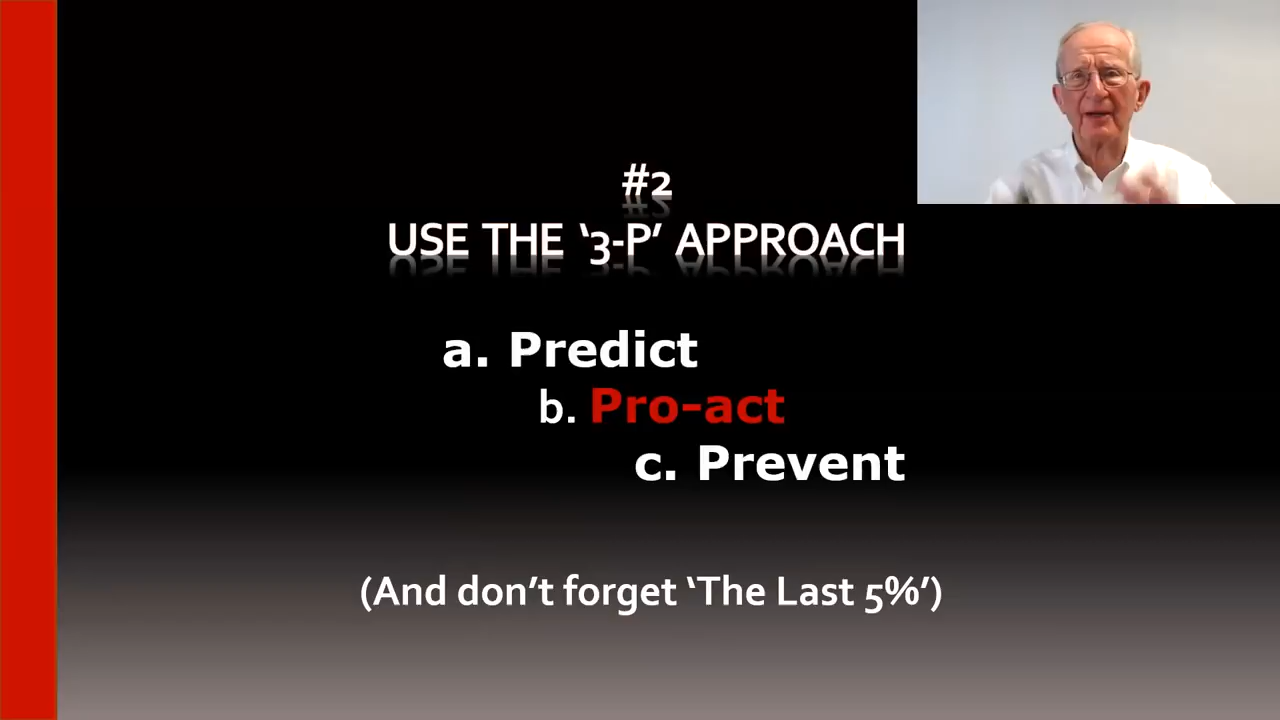 #2
USE THE ‘3-P’ APPROACH
a. Predict
b. Pro-act
c. Prevent
(And don’t forget ‘The Last 5%’)